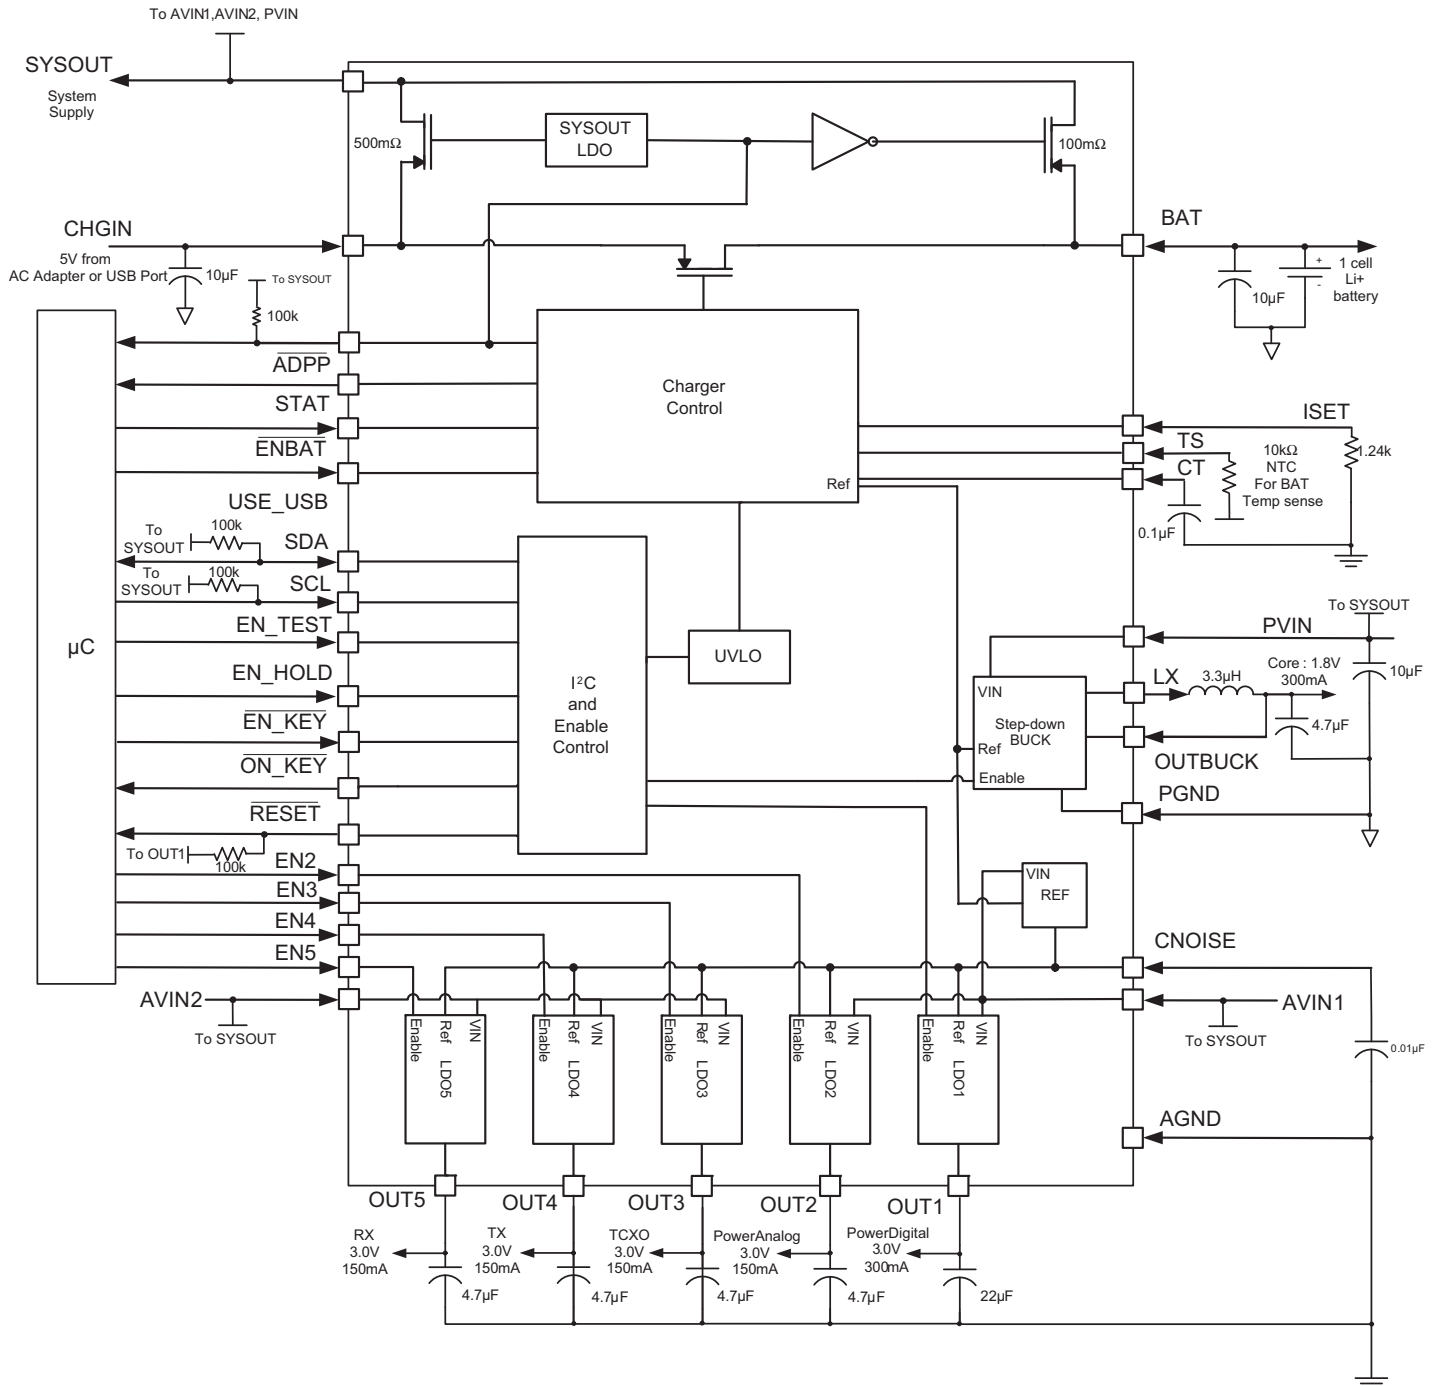 To AVIN1,AVIN2, PVIN
SYSOUT
System
Supply
500mΩ
SYSOUT
LDO
100mΩ
CHGIN
5V from
AC Adapter or USB Port
10µF
To SYSOUT
100k
BAT
10µF
+
-
1 cell
Li+
battery
ADPP
STAT
ENBAT
USE_USB
Charger
Control
Ref
ISET
TS
CT
10kΩ
NTC
For BAT
Temp sense
1.24k
0.1µF
To
SYSOUT
100k
SDA
To
SYSOUT
100k
SCL
EN_TEST
EN_HOLD
EN_KEY
ON_KEY
RESET
To OUT1
100k
µC
I²C
and
Enable
Control
UVLO
To SYSOUT
PVIN
10µF
LX
3.3µH
Core : 1.8V
300mA
4.7µF
VIN
Step-down
BUCK
Ref
Enable
OUTBUCK
PGND
EN2
EN3
EN4
EN5
VIN
REF
CNOISE
AVIN2
To SYSOUT
AVIN1
To SYSOUT
0.01µF
AGND
Enable
Ref
VIN
LDO5
Enable
Ref
VIN
LDO4
Enable
Ref
VIN
LDO3
Enable
Ref
VIN
LDO2
Enable
Ref
VIN
LDO1
OUT5
OUT4
OUT3
OUT2
OUT1
RX
3.0V
150mA
4.7µF
TX
3.0V
150mA
4.7µF
TCXO
3.0V
150mA
4.7µF
PowerAnalog
3.0V
150mA
4.7µF
PowerDigital
3.0V
300mA
22µF